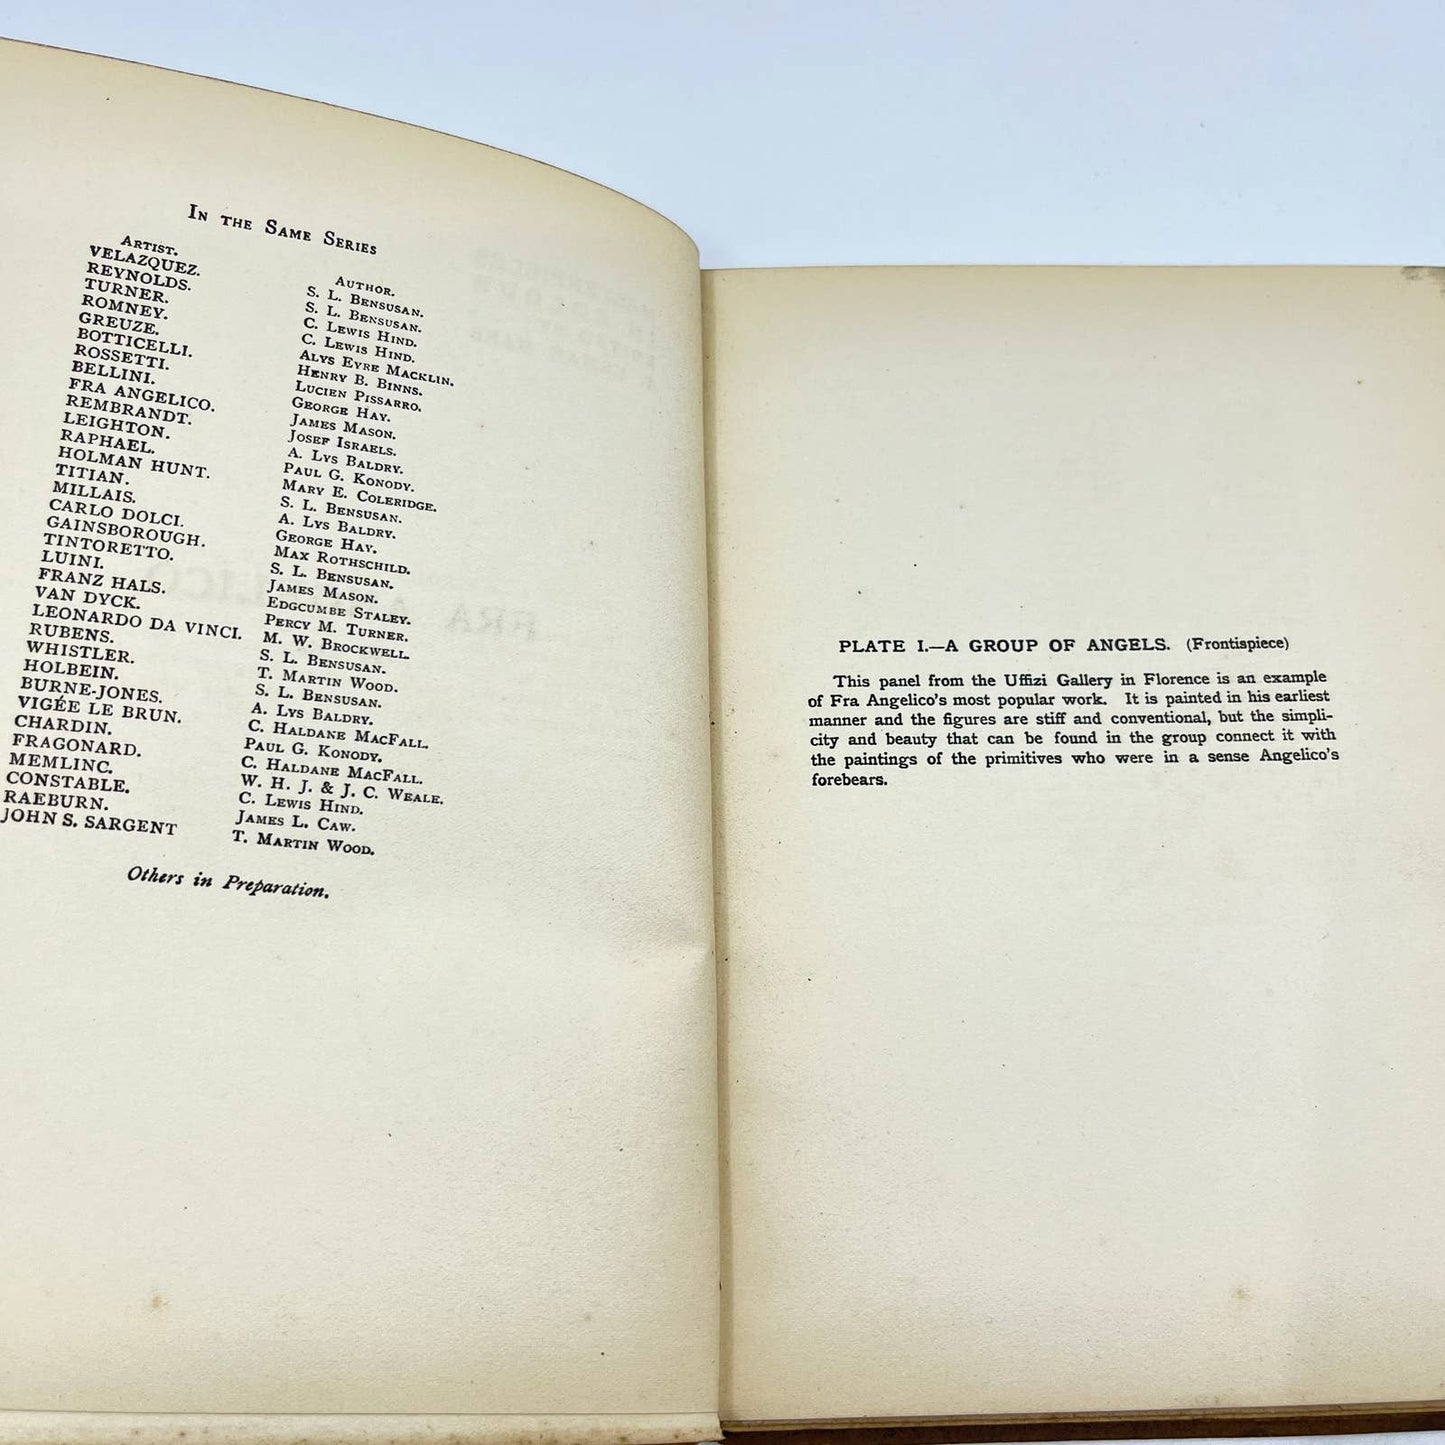 IN THE SAME SERIES
ARTIST. AUTHOR.
VELAZQUEZ. S. L. BENSUSAN.
REYNOLDS. S. L. BENSUSAN.
TURNER. C. LEWIS HIND.
ROMNEY. C. LEWIS HIND.
GREUZE. ALYS EYRE MACKLIN.
BOTTICELLI. HENRY B. BINNS.
ROSSETTI. LUCIEN PISSARRO.
BELLINI. GEORGE HAY.
FRA ANGELICO. JAMES MASON.
REMBRANDT. JOSEF ISRAELS.
LEIGHTON. A. LYS BALDRY.
RAPHAEL. PAUL G. KONODY.
HOLMAN HUNT. MARY E. COLERIDGE.
TITIAN. S. L. BENSUSAN.
MILLAIS. A. LYS BALDRY.
CARLO DOLCI. GEORGE HAY.
GAINSBOROUGH. MAX ROTHSCHILD.
TINTORETTO. S. L. BENSUSAN.
LUINI. JAMES MASON.
FRANZ HALS. EDGCUMBE STALEY.
VAN DYCK. PERCY M. TURNER.
LEONARDO DA VINCI. M. W. BROCKWELL.
RUBENS. S. L. BENSUSAN.
WHISTLER. T. MARTIN WOOD.
HOLBEIN. S. L. BENSUSAN.
BURNE-JONES. A. LYS BALDRY.
VIGÉE LE BRUN. C. HALDANE MACFALL.
CHARDIN. PAUL G. KONODY.
FRAGONARD. C. HALDANE MACFALL.
MEMLINC. W. H. J. & J. C. WEALE.
CONSTABLE. C. LEWIS HIND.
RAEBURN. JAMES L. CAW.
JOHN S. SARGENT T. MARTIN WOOD.
Others in Preparation.
PLATE I.—A GROUP OF ANGELS. (Frontispiece)
This panel from the Uffizi Gallery in Florence is an example
of Fra Angelico's most popular work. It is painted in his earliest
manner and the figures are stiff and conventional, but the simpli-
city and beauty that can be found in the group connect it with
the paintings of the primitives who were in a sense Angelico's
forebears.